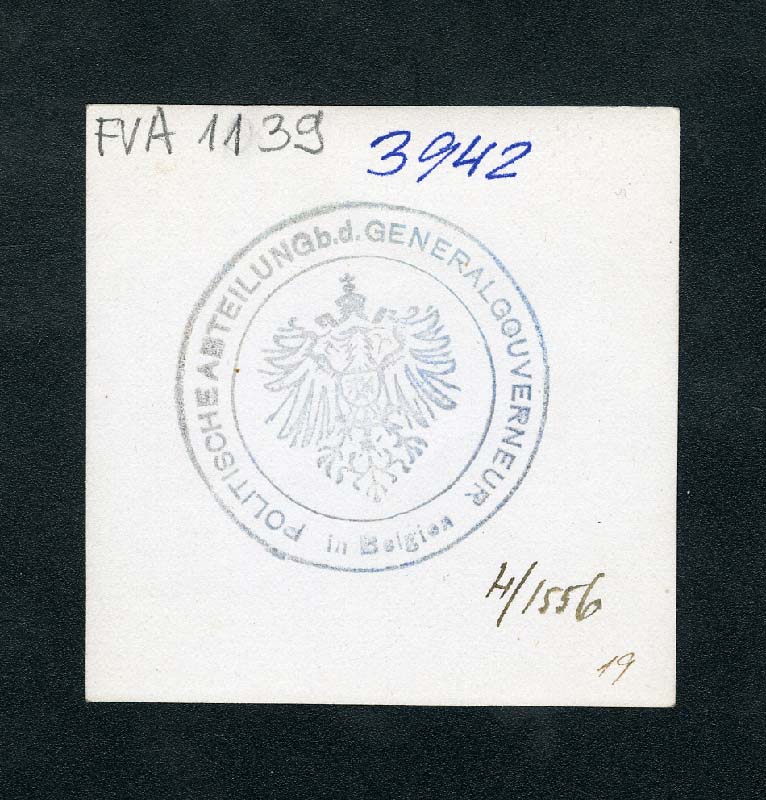 FVA 1139
3942
POLITISCHE ABTEILUNG b.d. GENERALGOUVERNEUR
in Belgien
H/1556
19